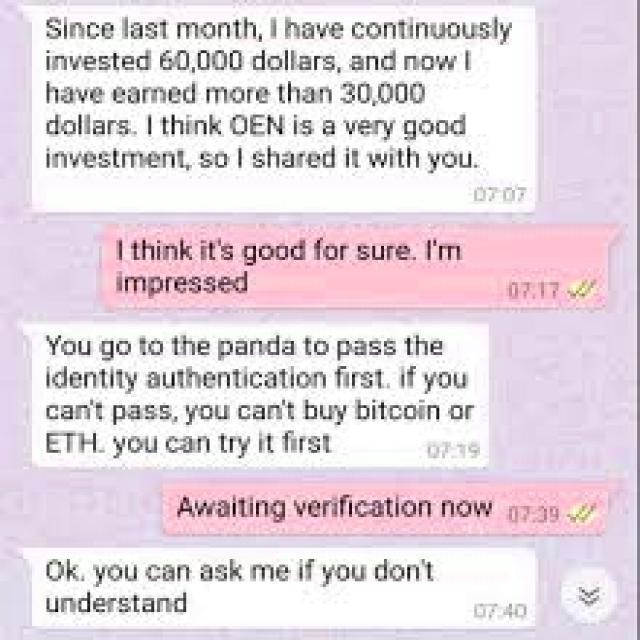 Since last month, I have continuously
invested 60,000 dollars, and now I
have earned more than 30,000
dollars. I think OEN is a very good
investment, so I shared it with you.
07:07
I think it's good for sure. I'm
impressed
07:17
You go to the panda to pass the
identity authentication first. if you
can't pass, you can't buy bitcoin or
ETH. you can try it first
07:19
Awaiting verification now
07:39
Ok. you can ask me if you don't
understand
07:40